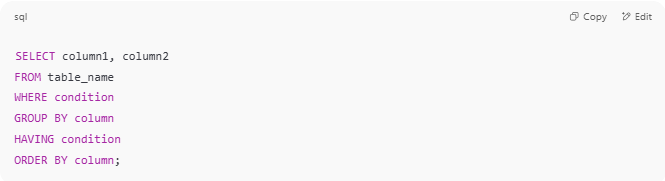 sql
Copy
Edit
SELECT column1, column2
FROM table_name
WHERE condition
GROUP BY column
HAVING condition
ORDER BY column;